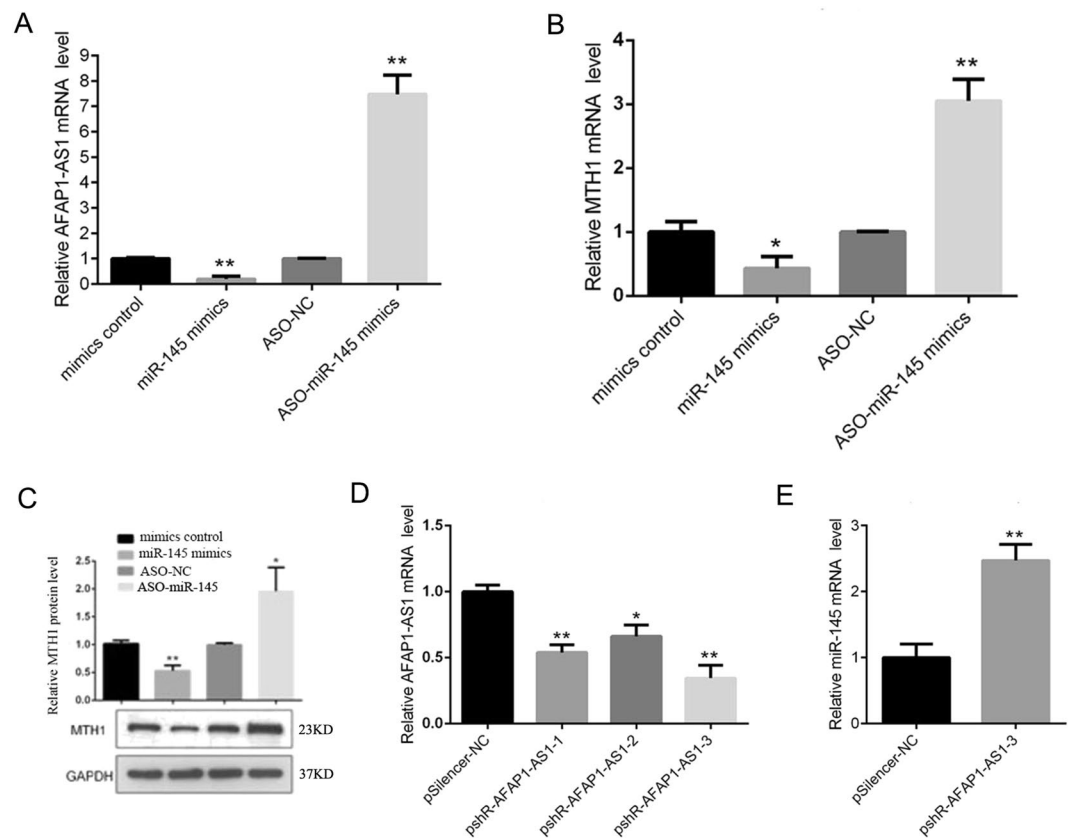 A
Relative AFAP1-AS1 mRNA level
9
8
7
6
5
4
3
2
1
0
**
**
mimics control
miR-145 mimics
ASO-NC
ASO-miR-145 mimics
B
Relative MTH1 mRNA level
4
3
2
1
0
*
**
mimics control
miR-145 mimics
ASO-NC
ASO-miR-145 mimics
C
mimics control
miR-145 mimics
ASO-NC
ASO-miR-145
Relative MTH1 protein level
2.5
2.0
1.5
1.0
0.5
0.0
**
*
MTH1
23KD
GAPDH
37KD
D
Relative AFAP1-AS1 mRNA level
1.5
1.0
0.5
0.0
**
*
**
pSilencer-NC
pshR-AFAP1-AS1-1
pshR-AFAP1-AS1-2
pshR-AFAP1-AS1-3
E
Relative miR-145 mRNA level
3
2
1
0
**
pSilencer-NC
pshR-AFAP1-AS1-3